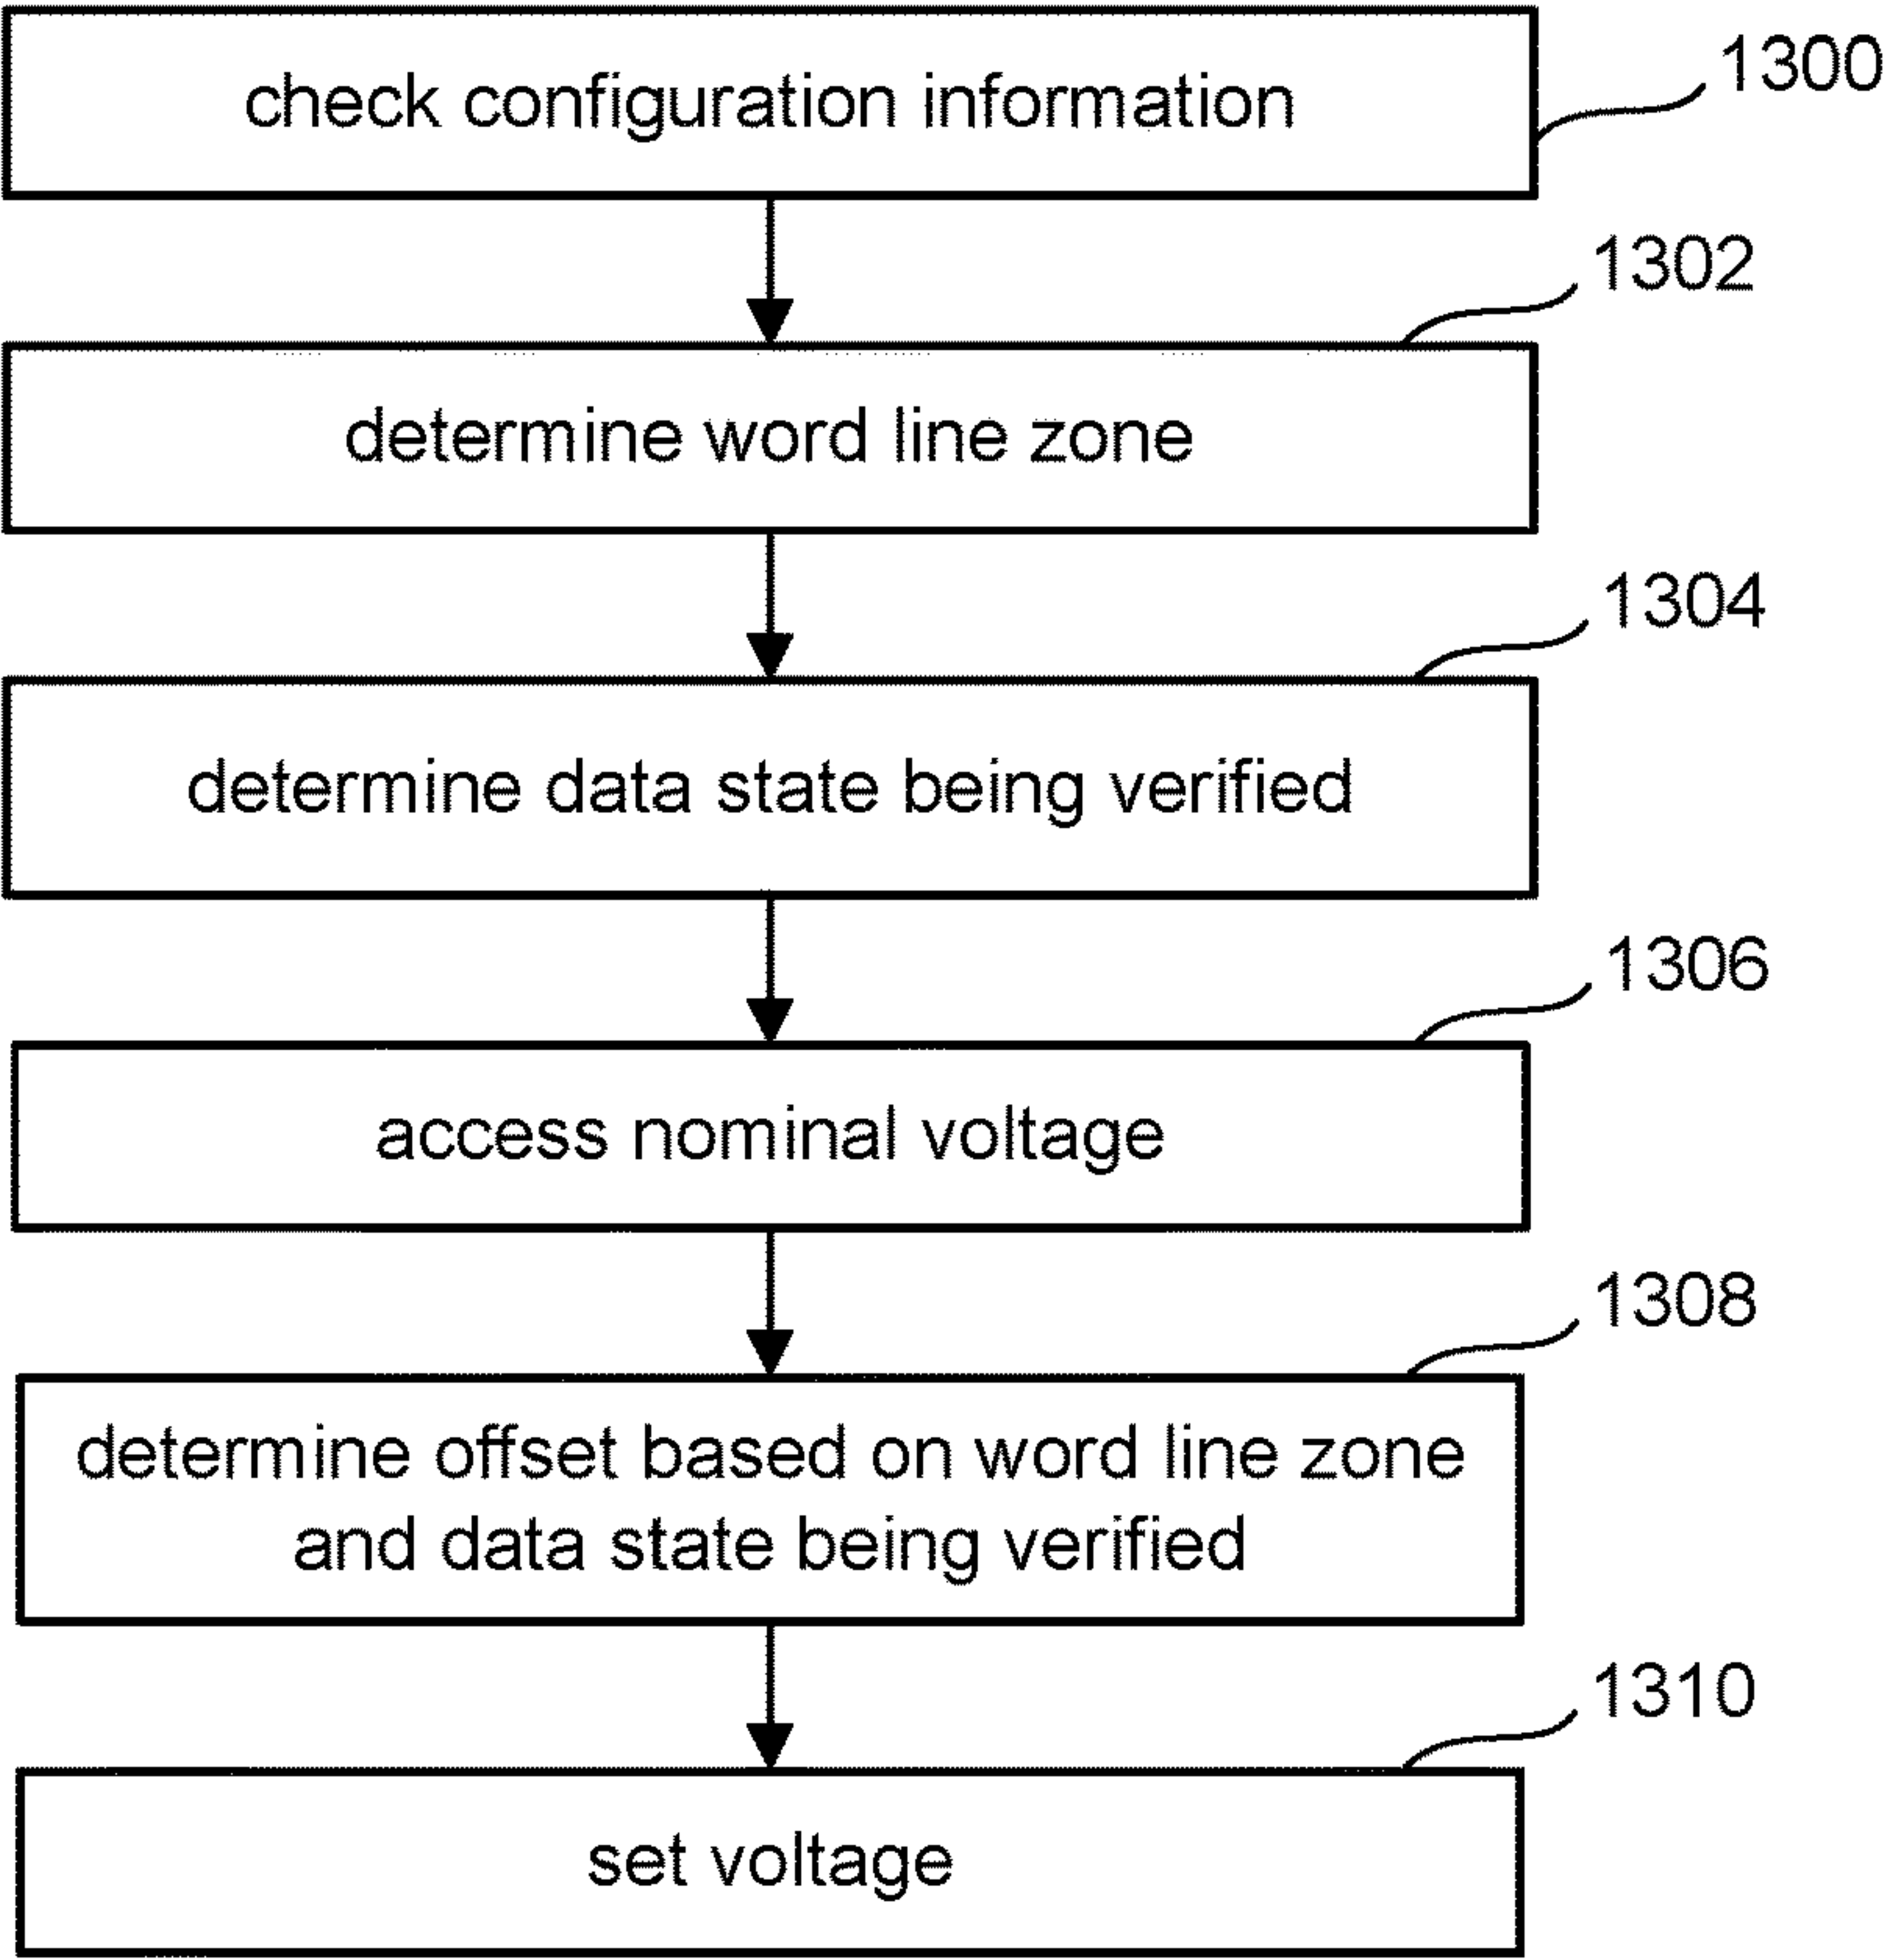 check configuration information
1300
1302
determine word line zone
1304
determine data state being verified
1306
access nominal voltage
1308
determine offset based on word line zone
and data state being verified
1310
set voltage